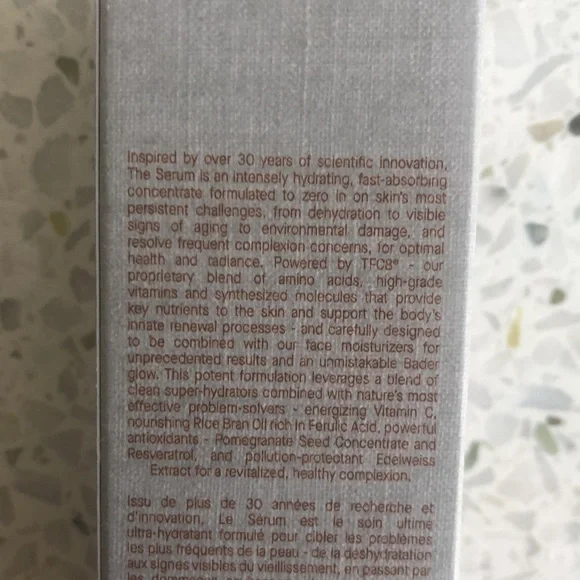 Inspired by over 30 years of scientific innovation,
The Serum is an intensely hydrating, fast-absorbing
concentrate formulated to zero in on skin's most
persistent challenges, from dehydration to visible
signs of aging to environmental damage, and
resolve frequent complexion concerns, for optimal
health and radiance. Powered by TFC8® - our
proprietary blend of amino acids, high-grade
vitamins and synthesized molecules that provide
key nutrients to the skin and support the body's
innate renewal processes - and carefully designed
to be combined with our face moisturizers for
unprecedented results and an unmistakable Bader
glow. This potent formulation leverages a blend of
clean super-hydrators combined with nature's most
effective problem-solvers - energizing Vitamin C,
nourishing Rice Bran Oil rich in Ferulic Acid, powerful
antioxidants - Pomegranate Seed Concentrate and
Resveratrol, and pollution-protectant Edelweiss
Extract for a revitalized, healthy complexion.
Issu de plus de 30 années de recherche et
d'innovation, Le Sérum est le soin ultime
ultra-hydratant formulé pour cibler les problèmes
les plus fréquents de la peau - de la déshydratation
aux signes visibles du vieillissement, en passant par
les dommages